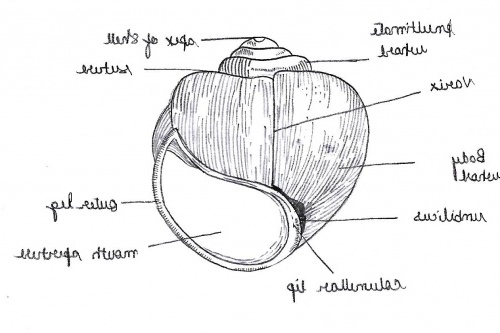 apex of shell
penultimate
whorl
suture
varix
Body
whorl
umbilicus
outer lip
mouth aperture
columellar lip